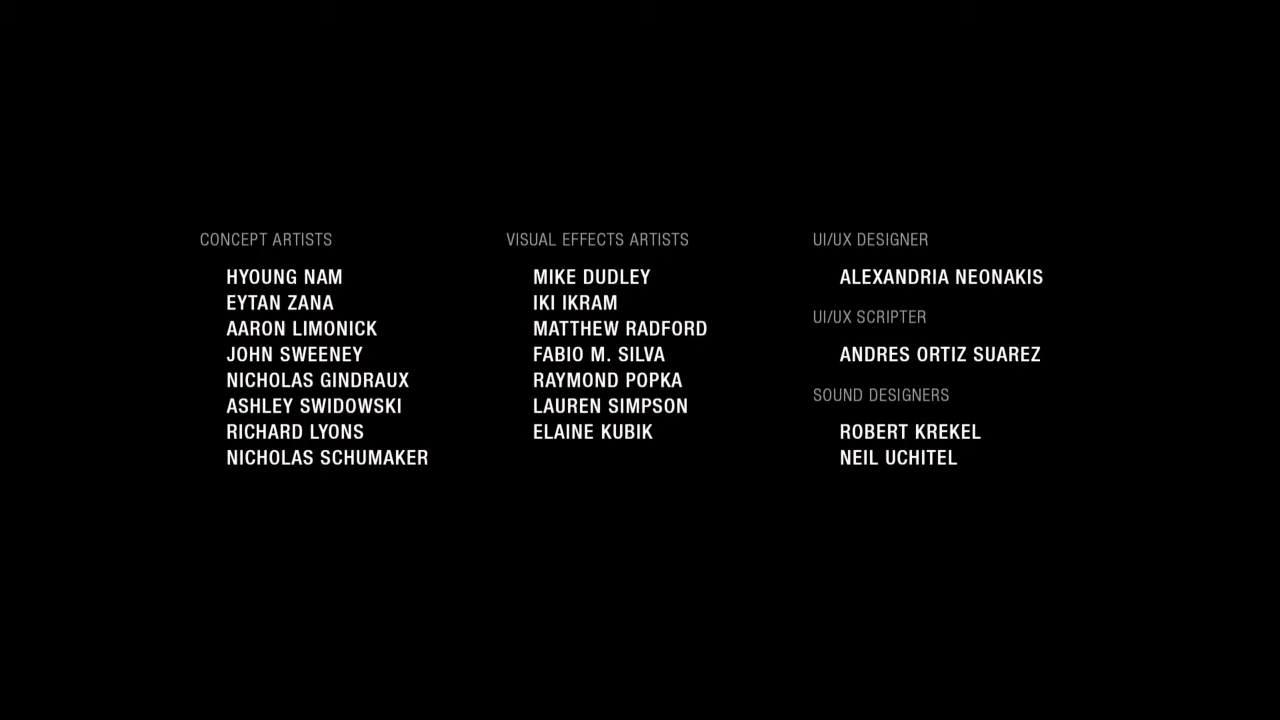 CONCEPT ARTISTS
HYOUNG NAM
EYTAN ZANA
AARON LIMONICK
JOHN SWEENEY
NICHOLAS GINDRAUX
ASHLEY SWIDOWSKI
RICHARD LYONS
NICHOLAS SCHUMAKER
VISUAL EFFECTS ARTISTS
MIKE DUDLEY
IKI IKRAM
MATTHEW RADFORD
FABIO M. SILVA
RAYMOND POPKA
LAUREN SIMPSON
ELAINE KUBIK
UI/UX DESIGNER
ALEXANDRIA NEONAKIS
UI/UX SCRIPTER
ANDRES ORTIZ SUAREZ
SOUND DESIGNERS
ROBERT KREKEL
NEIL UCHITEL